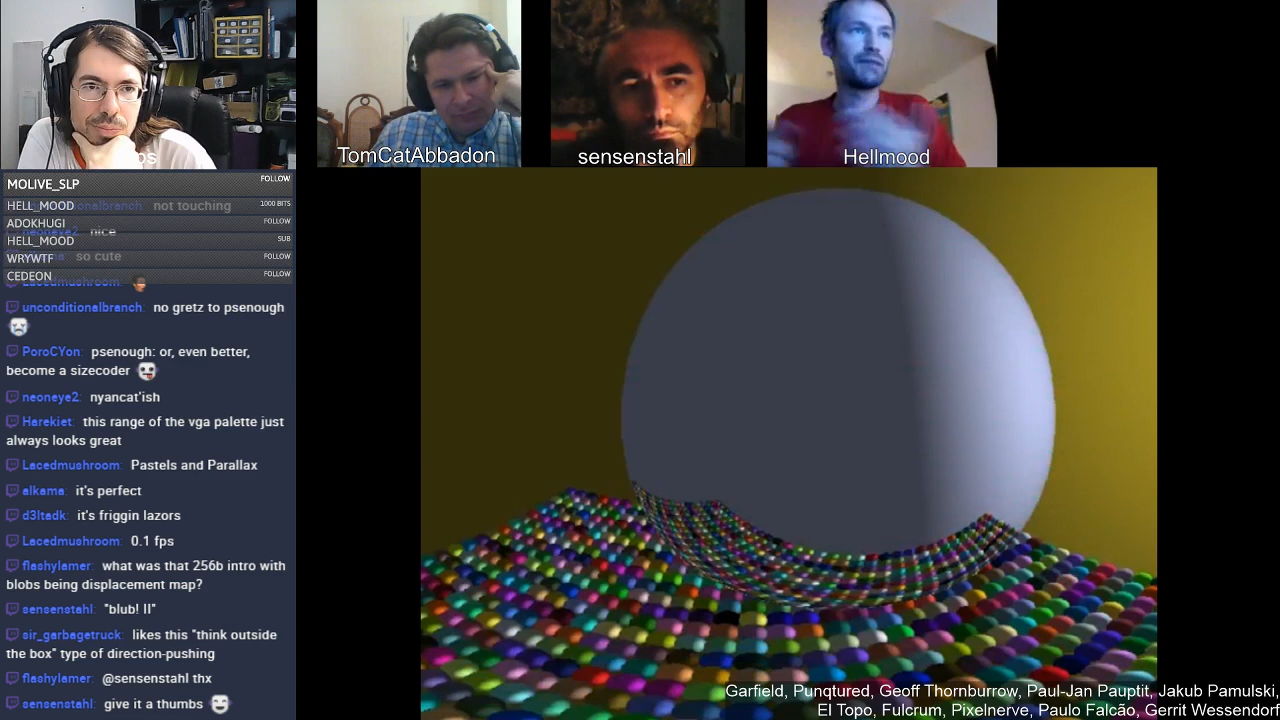 os
TomCatAbbadon
sensenstahl
Hellmood
MOLIVE_SLP FOLLOW
HELL_MOOD 1000 BITS
unconditionalbranch: not touching
ADOKHUGI FOLLOW
neoneye2: nice
HELL_MOOD SUB
so cute
WRYWTF FOLLOW
CEDEON FOLLOW
Lacedmushroom:
unconditionalbranch: no gretz to psenough
PoroCYon: psenough: or, even better,
become a sizecoder
neoneye2: nyancat'ish
Harekiet: this range of the vga palette just
always looks great
Lacedmushroom: Pastels and Parallax
alkama: it's perfect
d3ltadk: it's friggin lazors
Lacedmushroom: 0.1 fps
flashylamer: what was that 256b intro with
blobs being displacement map?
sensenstahl: "blub! II"
sir_garbagetruck: likes this "think outside
the box" type of direction-pushing
flashylamer: @sensenstahl thx
sensenstahl: give it a thumbs
Garfield, Punqtured, Geoff Thornburrow, Paul-Jan Pauptit, Jakub Pamulski,
El Topo, Fulcrum, Pixelnerve, Paulo Falcão, Gerrit Wessendorf